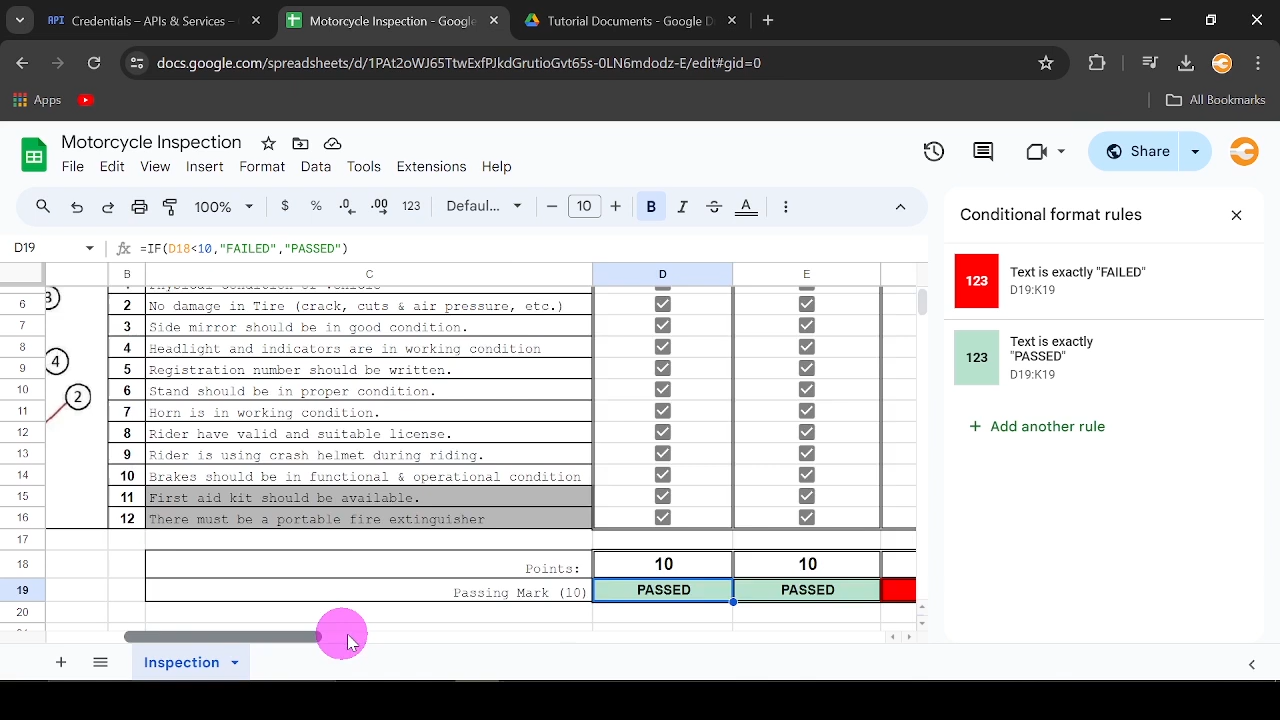 Credentials – APIs & Services –
Motorcycle Inspection - Google
Tutorial Documents - Google D
docs.google.com/spreadsheets/d/1PAt2oWJ65TtwExfPJkdGrutioGvt65s-0LN6mdodz-E/edit#gid=0
Apps
All Bookmarks
Motorcycle Inspection
File Edit View Insert Format Data Tools Extensions Help
Share
100% $ % .0 .00 123 Defaul... 10 B I A
Conditional format rules
D19 fx =IF(D18<10,"FAILED","PASSED")
B C D E
123 Text is exactly "FAILED"
D19:K19
123 Text is exactly
"PASSED"
D19:K19
Add another rule
3
6 2 No damage in Tire (crack, cuts & air pressure, etc.)
7 3 Side mirror should be in good condition.
8 4 Headlight and indicators are in working condition
4
9 5 Registration number should be written.
10 2 6 Stand should be in proper condition.
11 7 Horn is in working condition.
12 8 Rider have valid and suitable license.
13 9 Rider is using crash helmet during riding.
14 10 Brakes should be in functional & operational condition
15 11 First aid kit should be available.
16 12 There must be a portable fire extinguisher
17
18 Points: 10 10
19 Passing Mark (10) PASSED PASSED
20
Inspection